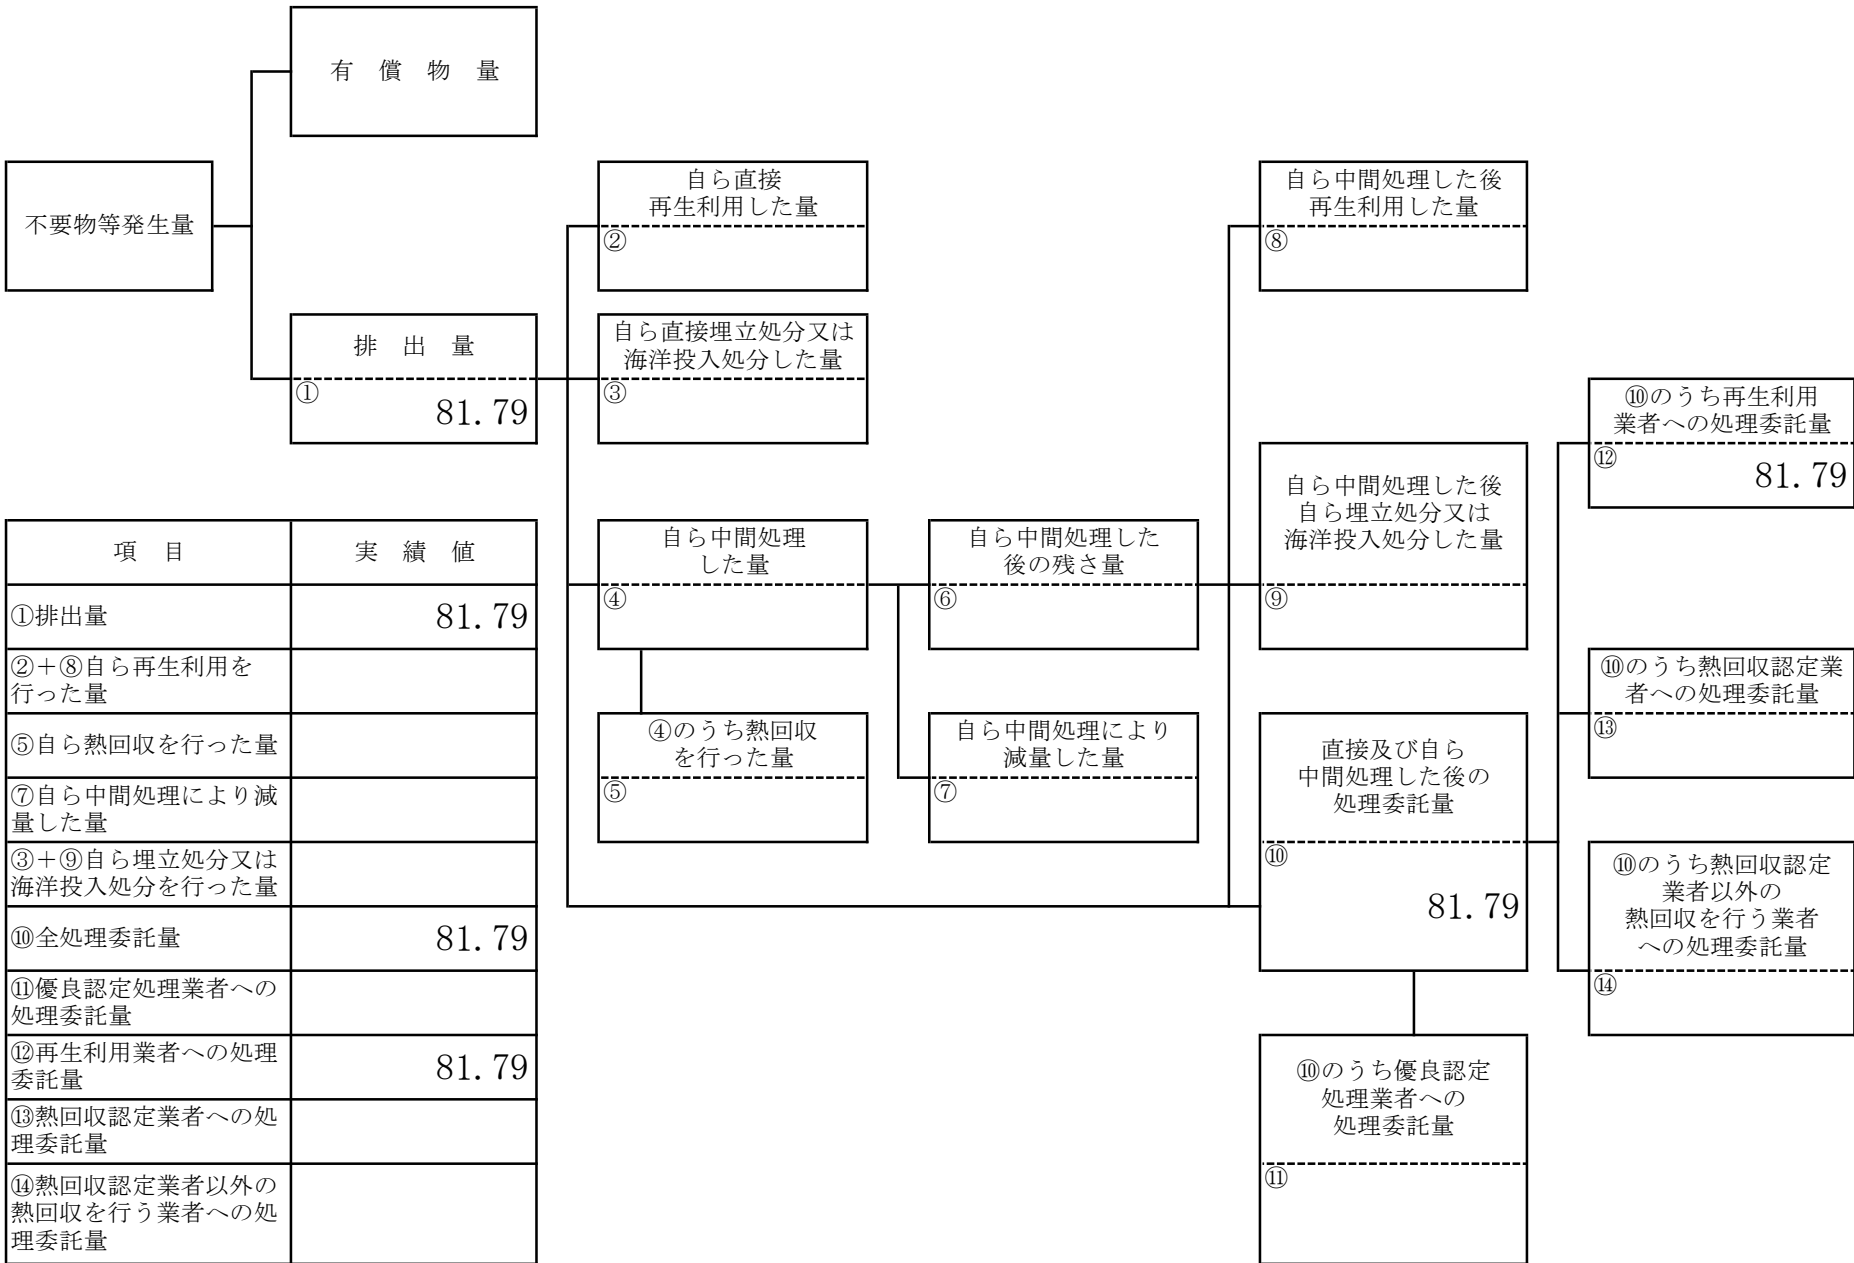 有　償　物　量
不要物等発生量
排　出　量
①
81.79
自ら直接
再生利用した量
②
自ら直接埋立処分又は
海洋投入処分した量
③
自ら中間処理
した量
④
④のうち熱回収
を行った量
⑤
自ら中間処理した
後の残さ量
⑥
自ら中間処理により
減量した量
⑦
自ら中間処理した後
再生利用した量
⑧
自ら中間処理した後
自ら埋立処分又は
海洋投入処分した量
⑨
直接及び自ら
中間処理した後の
処理委託量
⑩
81.79
⑩のうち優良認定
処理業者への
処理委託量
⑪
⑩のうち再生利用
業者への処理委託量
⑫
81.79
⑩のうち熱回収認定業
者への処理委託量
⑬
⑩のうち熱回収認定
業者以外の
熱回収を行う業者
への処理委託量
⑭
項　目　実　績　値
①排出量　81.79
②＋⑧自ら再生利用を
行った量
⑤自ら熱回収を行った量
⑦自ら中間処理により減
量した量
③＋⑨自ら埋立処分又は
海洋投入処分を行った量
⑩全処理委託量　81.79
⑪優良認定処理業者への
処理委託量
⑫再生利用業者への処理
委託量　81.79
⑬熱回収認定業者への処
理委託量
⑭熱回収認定業者以外の
熱回収を行う業者への処
理委託量